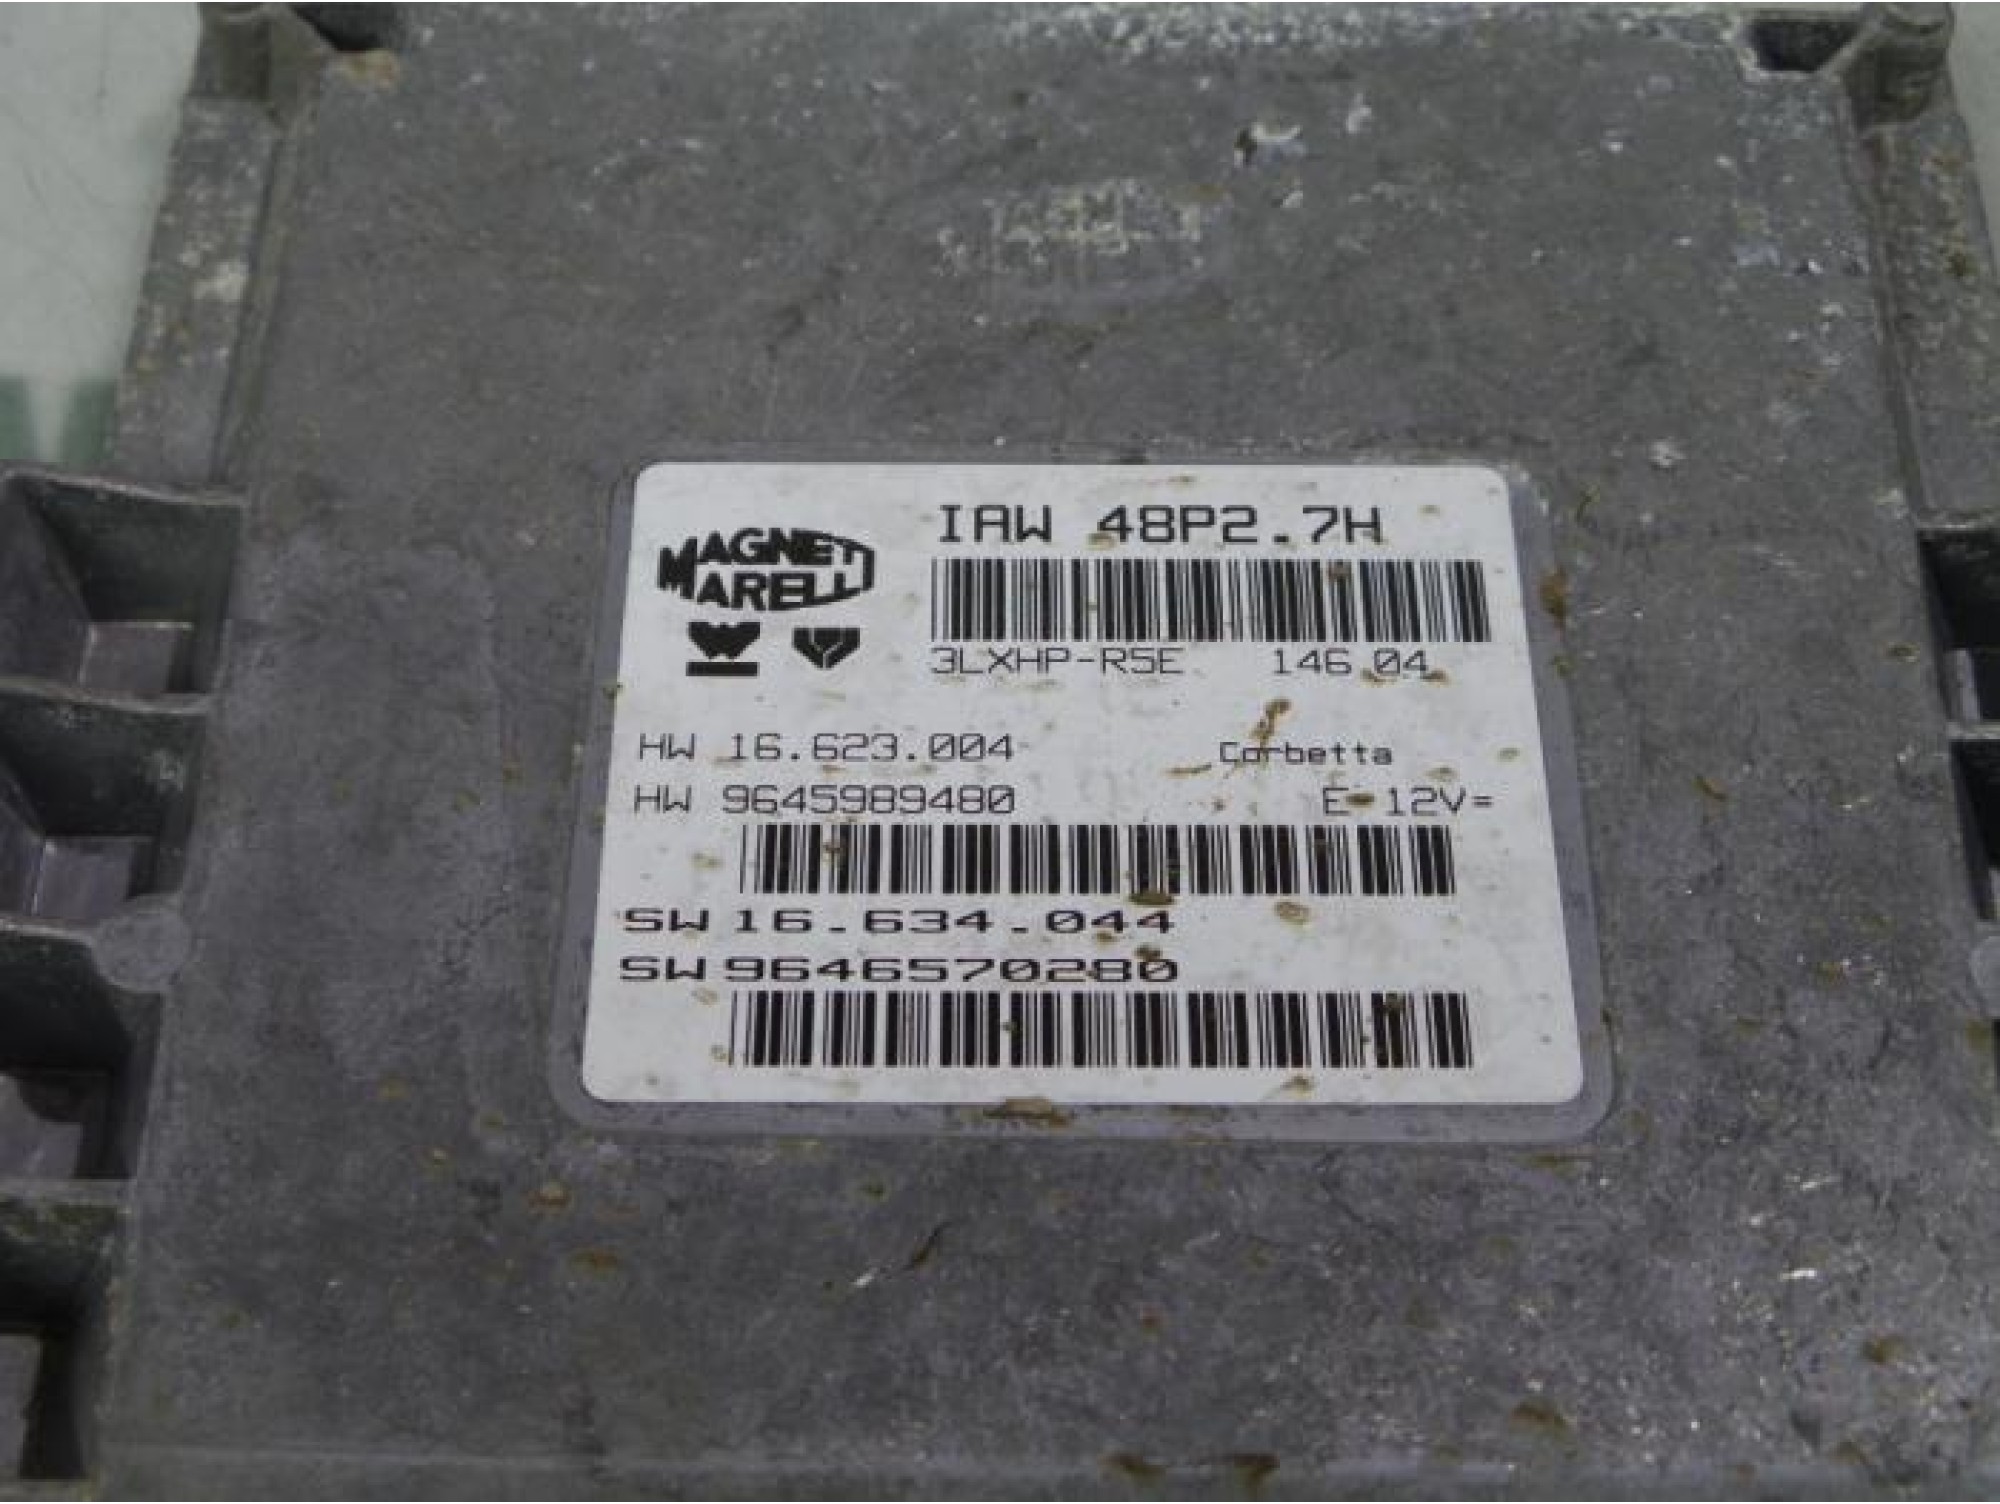 MAGNETI
MARELLI
IAW 48P2.7H
3LXHP-R5E 146 04
HW 16.623.004 Corbetta
HW 9645989480 E 12V=
SW 16.634.044
SW 9646570280